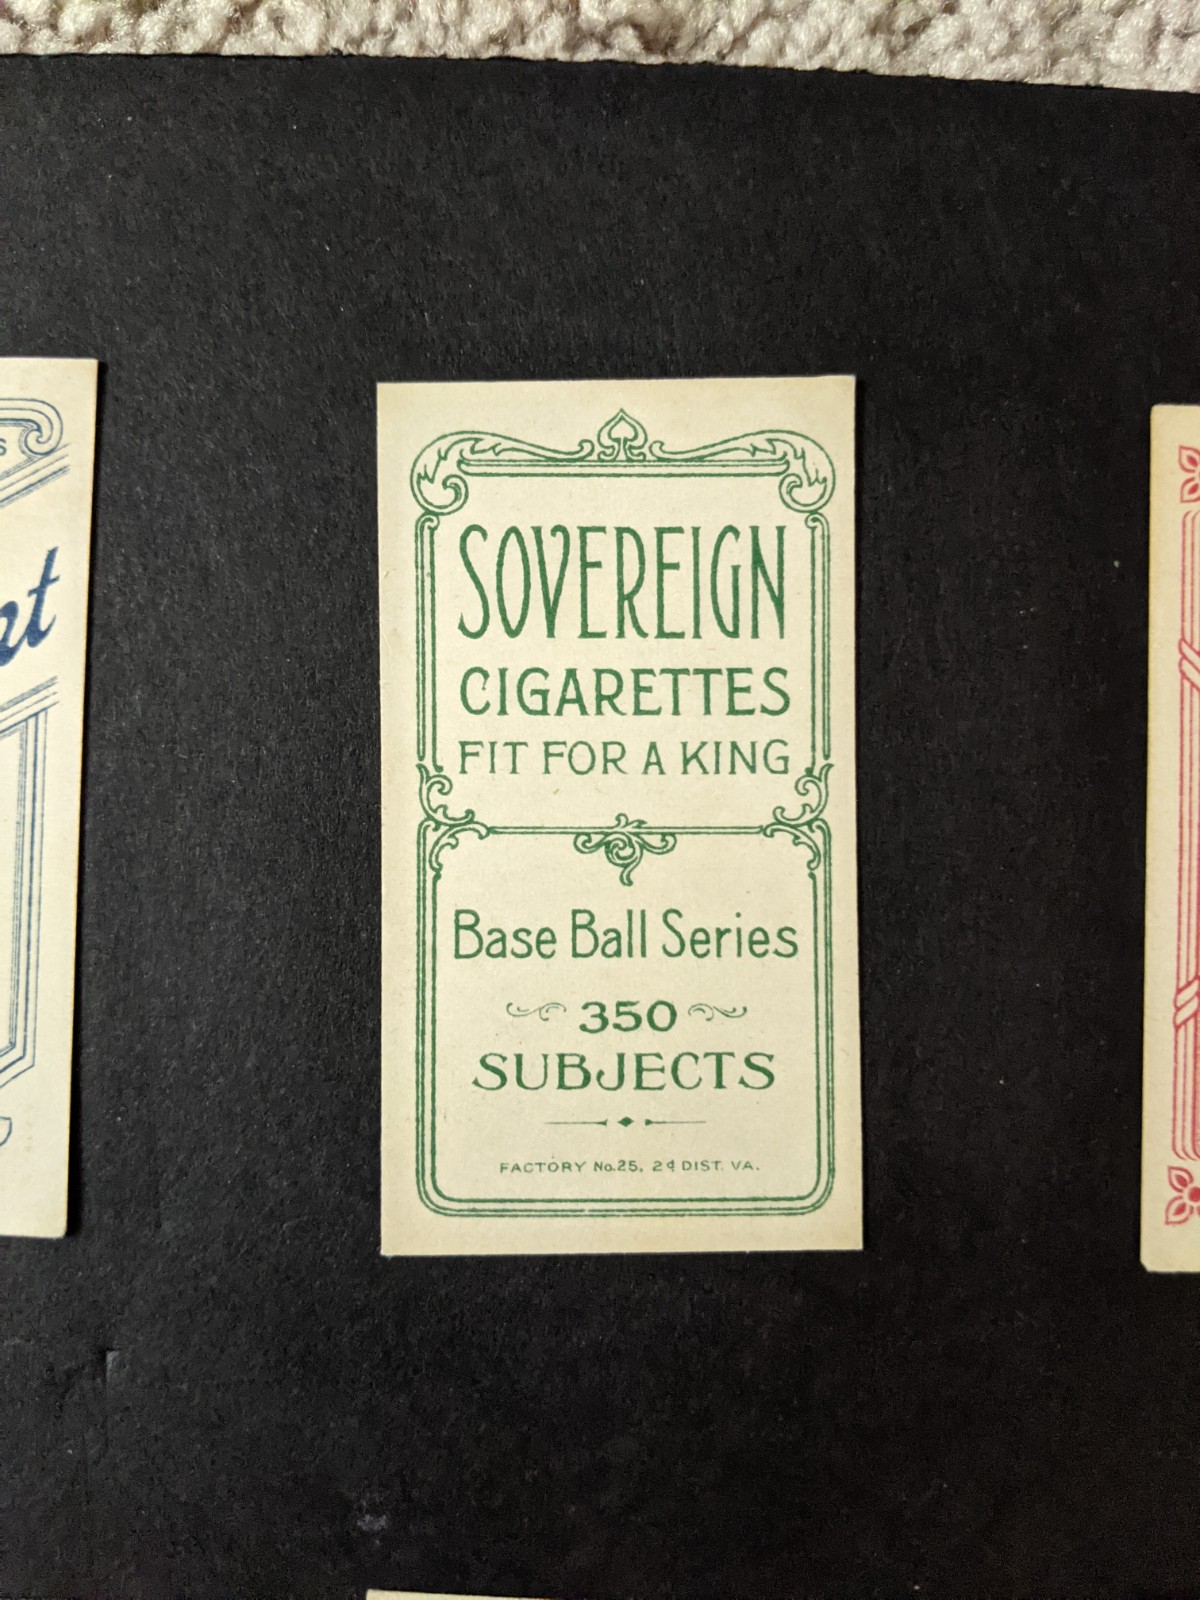 SOVEREIGN
CIGARETTES
FIT FOR A KING
Base Ball Series
350
SUBJECTS
FACTORY No. 25, 2d DIST. VA.